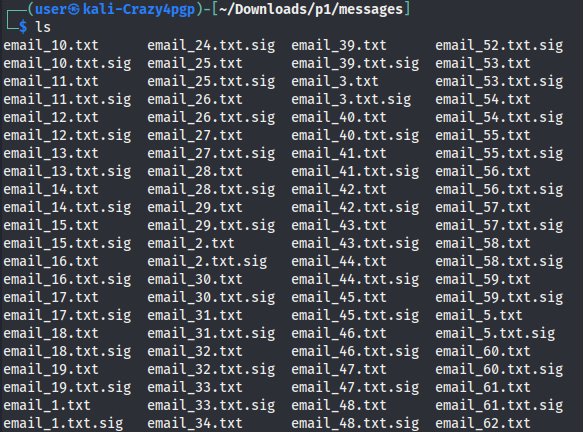 (user㉿kali-Crazy4pgp)-[~/Downloads/p1/messages]
$ ls
email_10.txt email_24.txt.sig email_39.txt email_52.txt.sig
email_10.txt.sig email_25.txt email_39.txt.sig email_53.txt
email_11.txt email_25.txt.sig email_3.txt email_53.txt.sig
email_11.txt.sig email_26.txt email_3.txt.sig email_54.txt
email_12.txt email_26.txt.sig email_40.txt email_54.txt.sig
email_12.txt.sig email_27.txt email_40.txt.sig email_55.txt
email_13.txt email_27.txt.sig email_41.txt email_55.txt.sig
email_13.txt.sig email_28.txt email_41.txt.sig email_56.txt
email_14.txt email_28.txt.sig email_42.txt email_56.txt.sig
email_14.txt.sig email_29.txt email_42.txt.sig email_57.txt
email_15.txt email_29.txt.sig email_43.txt email_57.txt.sig
email_15.txt.sig email_2.txt email_43.txt.sig email_58.txt
email_16.txt email_2.txt.sig email_44.txt email_58.txt.sig
email_16.txt.sig email_30.txt email_44.txt.sig email_59.txt
email_17.txt email_30.txt.sig email_45.txt email_59.txt.sig
email_17.txt.sig email_31.txt email_45.txt.sig email_5.txt
email_18.txt email_31.txt.sig email_46.txt email_5.txt.sig
email_18.txt.sig email_32.txt email_46.txt.sig email_60.txt
email_19.txt email_32.txt.sig email_47.txt email_60.txt.sig
email_19.txt.sig email_33.txt email_47.txt.sig email_61.txt
email_1.txt email_33.txt.sig email_48.txt email_61.txt.sig
email_1.txt.sig email_34.txt email_48.txt.sig email_62.txt